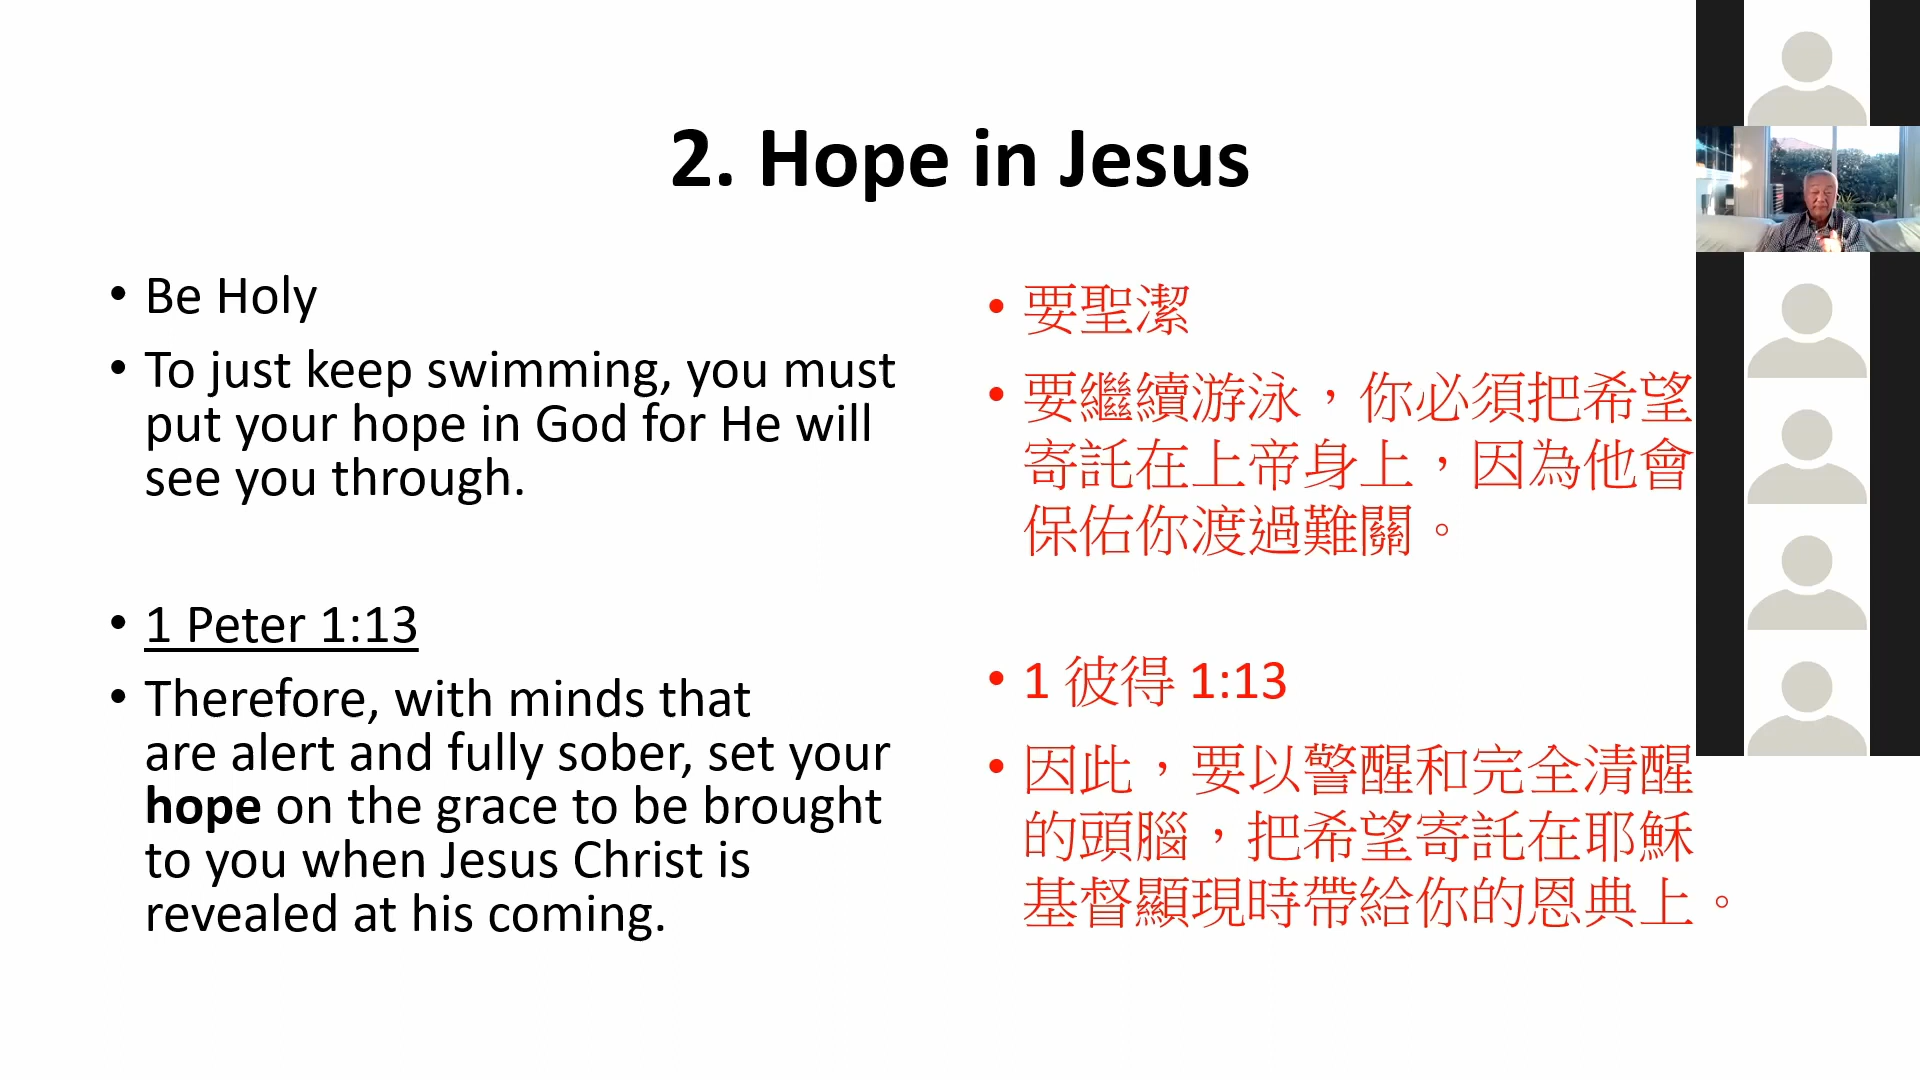 2. Hope in Jesus
• Be Holy
• To just keep swimming, you must
put your hope in God for He will
see you through.
• 1 Peter 1:13
• Therefore, with minds that
are alert and fully sober, set your
hope on the grace to be brought
to you when Jesus Christ is
revealed at his coming.
• 要聖潔
• 要繼續游泳，你必須把希望
寄託在上帝身上，因為他會
保佑你渡過難關。
• 1 彼得 1:13
• 因此，要以警醒和完全清醒
的頭腦，把希望寄託在耶穌
基督顯現時帶給你的恩典上。